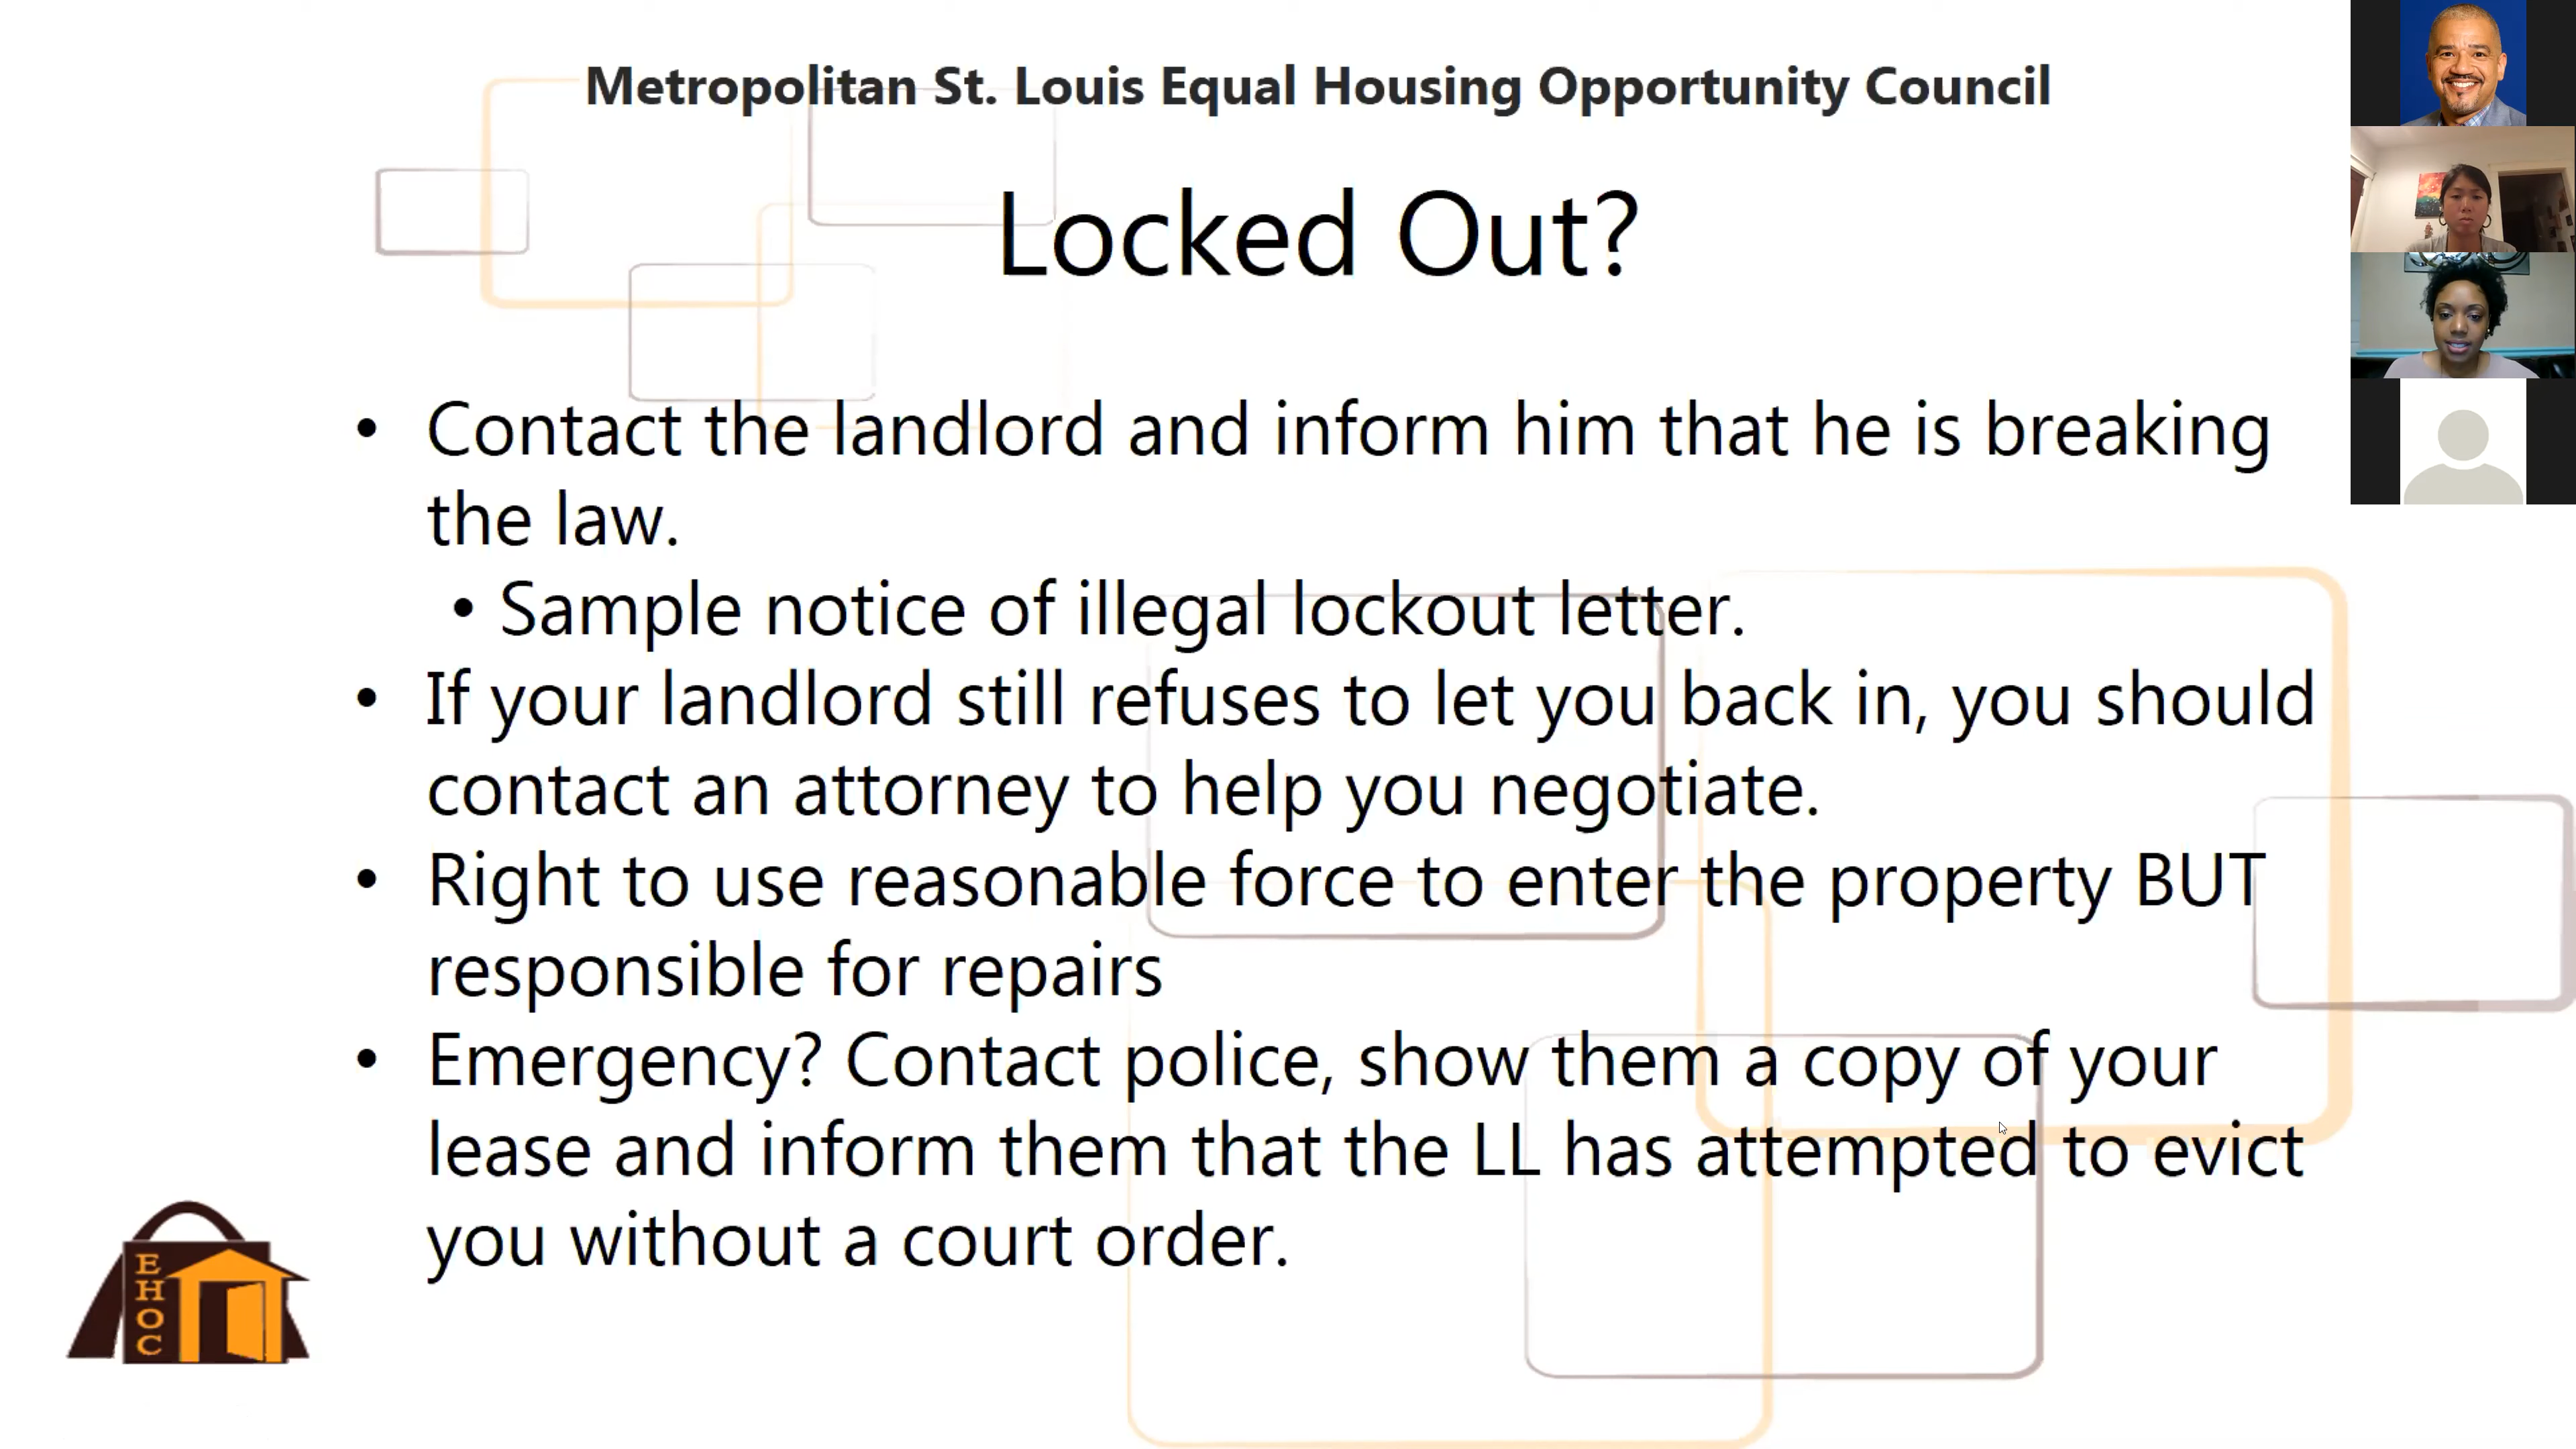 Metropolitan St. Louis Equal Housing Opportunity Council
Locked Out?
• Contact the landlord and inform him that he is breaking
the law.
• Sample notice of illegal lockout letter.
• If your landlord still refuses to let you back in, you should
contact an attorney to help you negotiate.
• Right to use reasonable force to enter the property BUT
responsible for repairs
• Emergency? Contact police, show them a copy of your
lease and inform them that the LL has attempted to evict
you without a court order.
EHOC